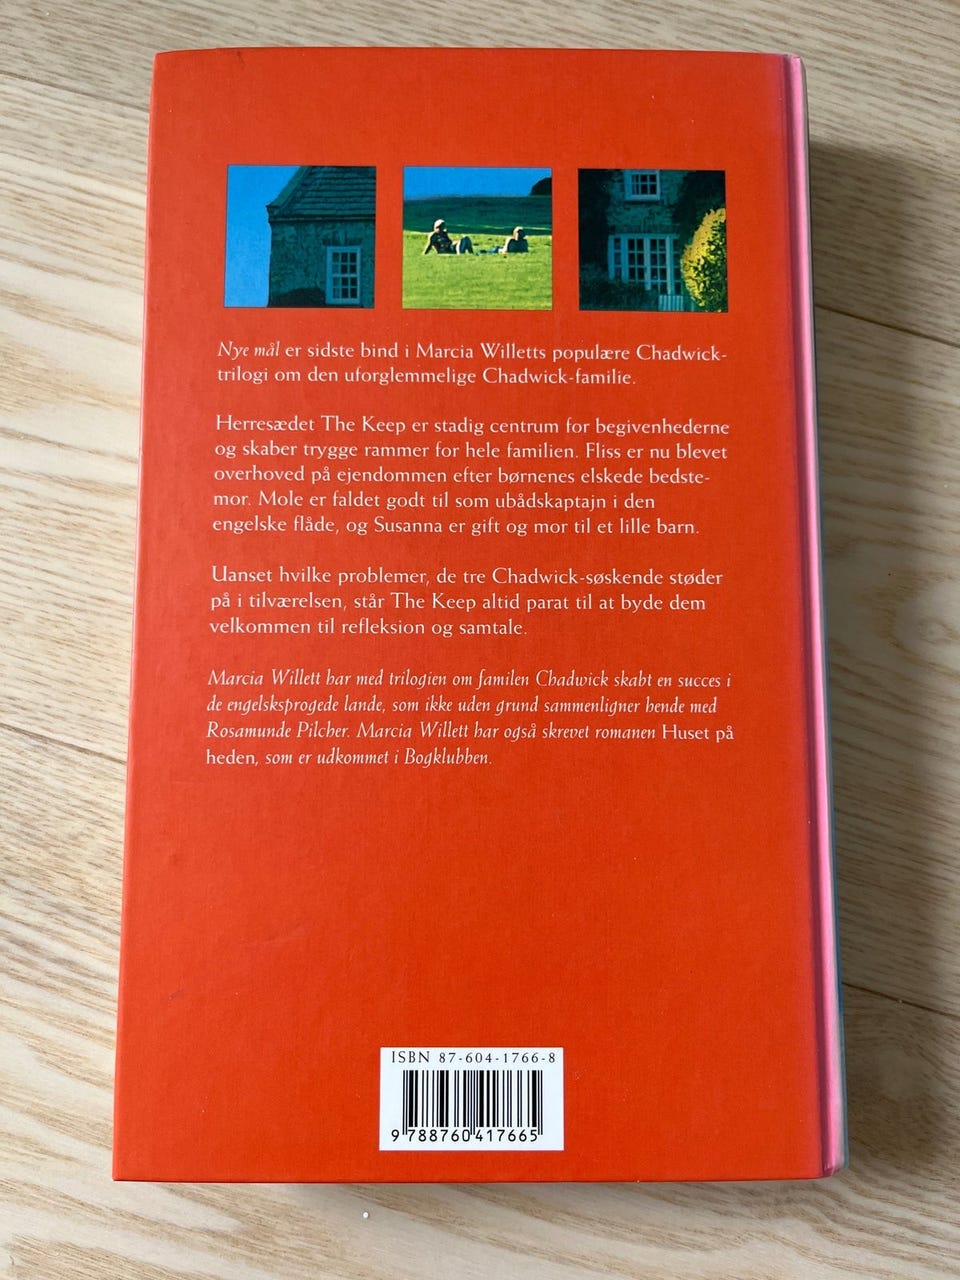 Nye mål er sidste bind i Marcia Willetts populære Chadwick-
trilogi om den uforglemmelige Chadwick-familie.
Herresædet The Keep er stadig centrum for begivenhederne
og skaber trygge rammer for hele familien. Fliss er nu blevet
overhoved på ejendommen efter børnenes elskede bedste-
mor. Mole er faldet godt til som ubådskaptajn i den
engelske flåde, og Susanna er gift og mor til et lille barn.
Uanset hvilke problemer, de tre Chadwick-søskende støder
på i tilværelsen, står The Keep altid parat til at byde dem
velkommen til refleksion og samtale.
Marcia Willett har med trilogien om familen Chadwick skabt en succes i
de engelsksprogede lande, som ikke uden grund sammenligner hende med
Rosamunde Pilcher. Marcia Willett har også skrevet romanen Huset på
heden, som er udkommet i Bogklubben.
ISBN 87-604-1766-8
9 788760 417665